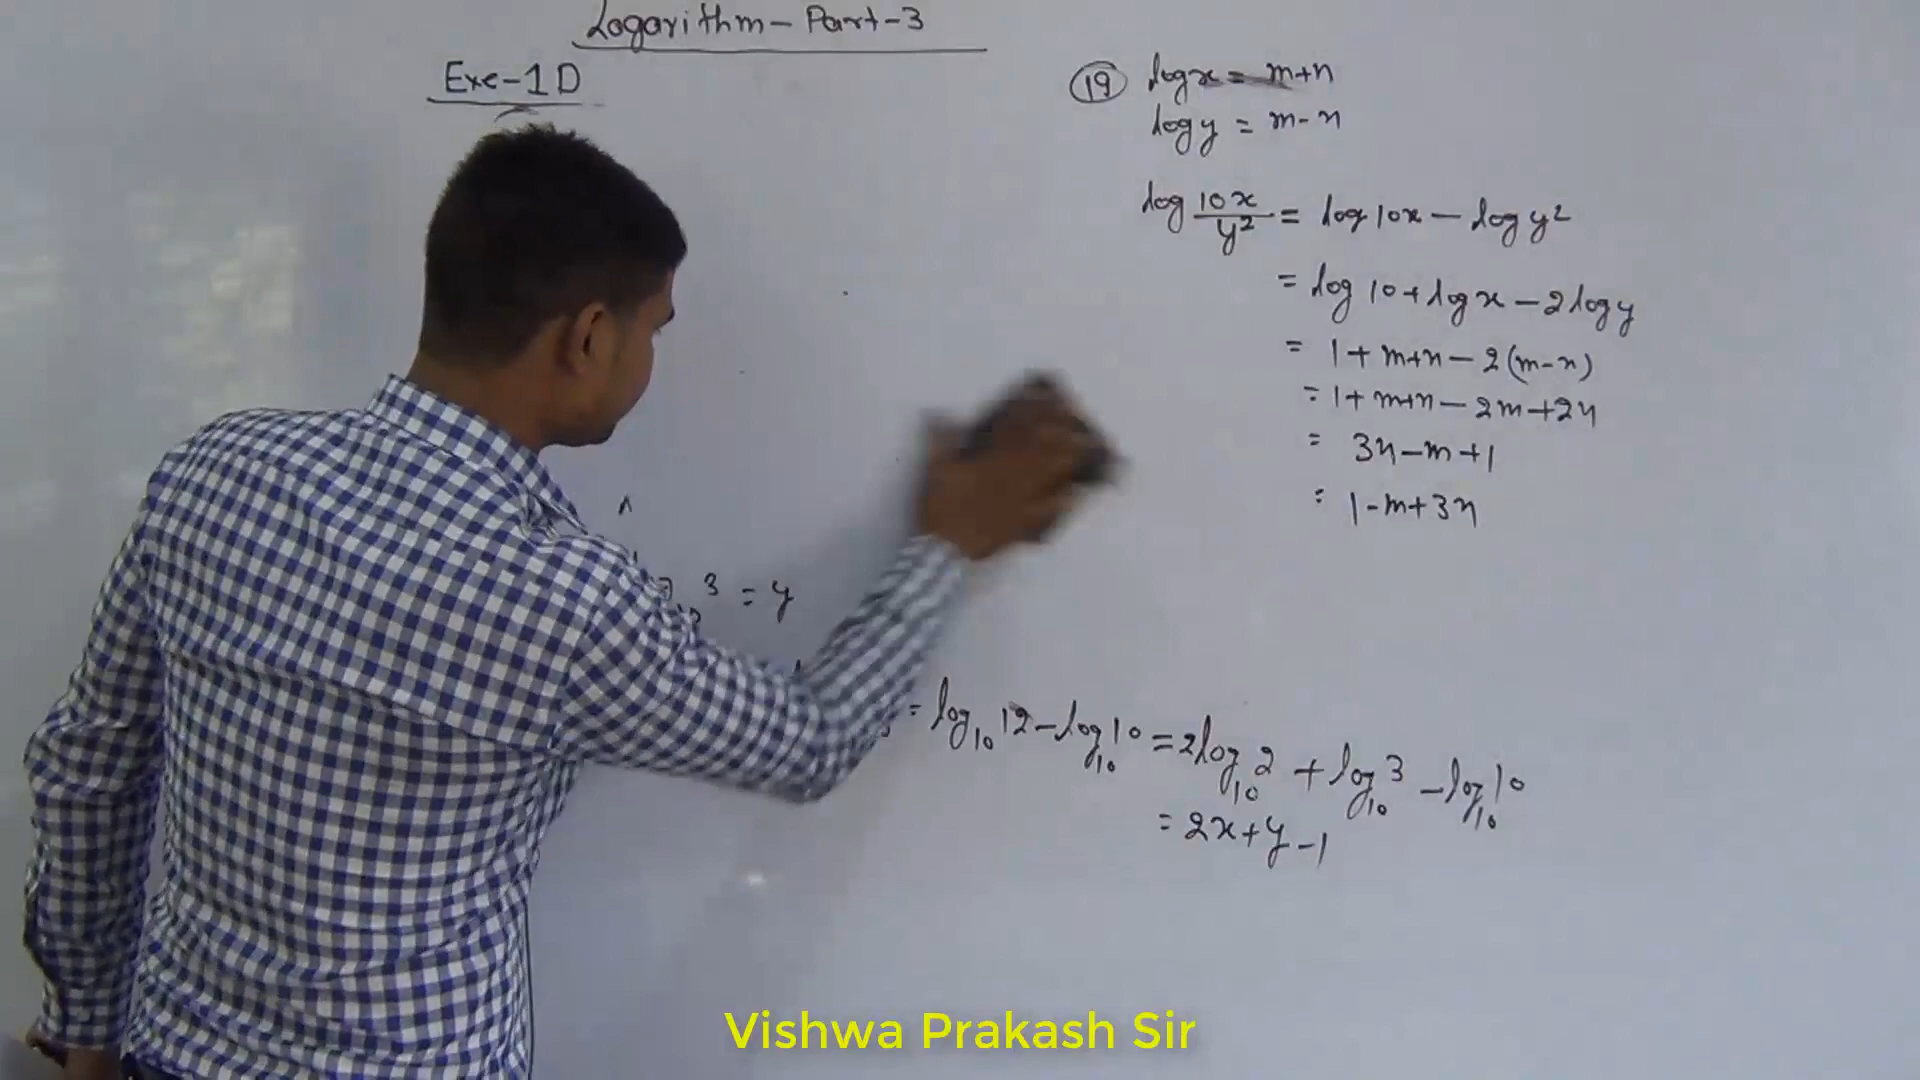 Logarithm - Part-3
Exe-1D
(19) log x = m+n
log y = m-n
log 10x/y² = log 10x - log y²
= log 10 + log x - 2 log y
= 1 + m+n - 2(m-n)
= 1 + m+n - 2m + 2n
= 3n - m + 1
= 1 - m + 3n
3 = y
= log₁₀ 12 - log₁₀ 10 = 2 log₁₀ 2 + log₁₀ 3 - log₁₀ 10
= 2x + y - 1
Vishwa Prakash Sir